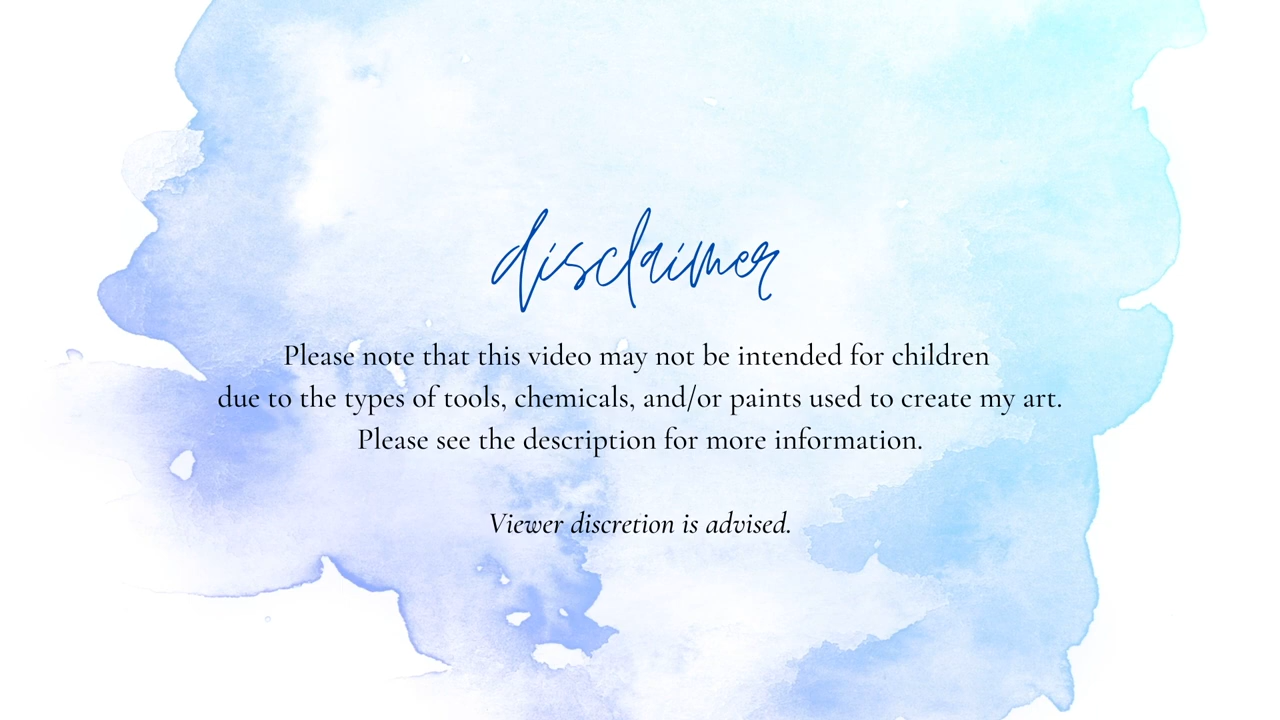 disclaimer
Please note that this video may not be intended for children
due to the types of tools, chemicals, and/or paints used to create my art.
Please see the description for more information.
Viewer discretion is advised.